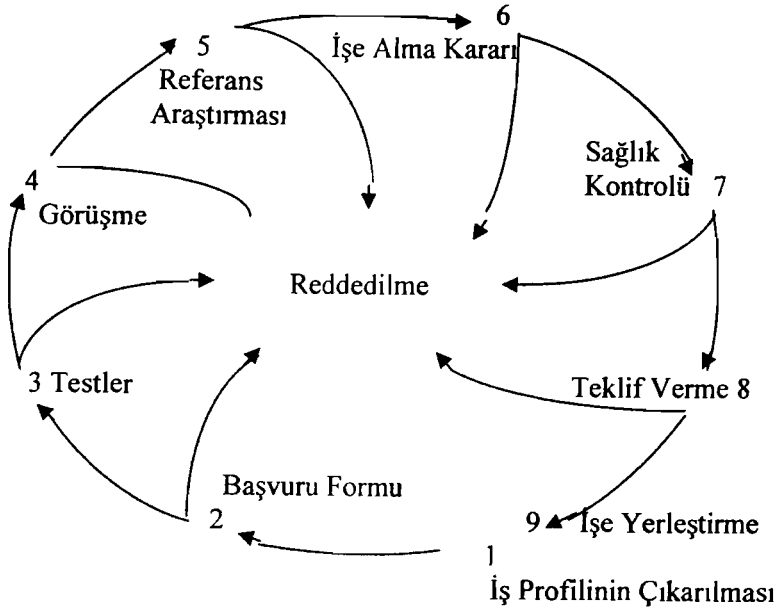 6
İşe Alma Kararı
5
Referans
Araştırması
Sağlık
Kontrolü 7
4
Görüşme
Reddedilme
3 Testler
Teklif Verme 8
Başvuru Formu
2
9 İşe Yerleştirme
1
İş Profilinin Çıkarılması